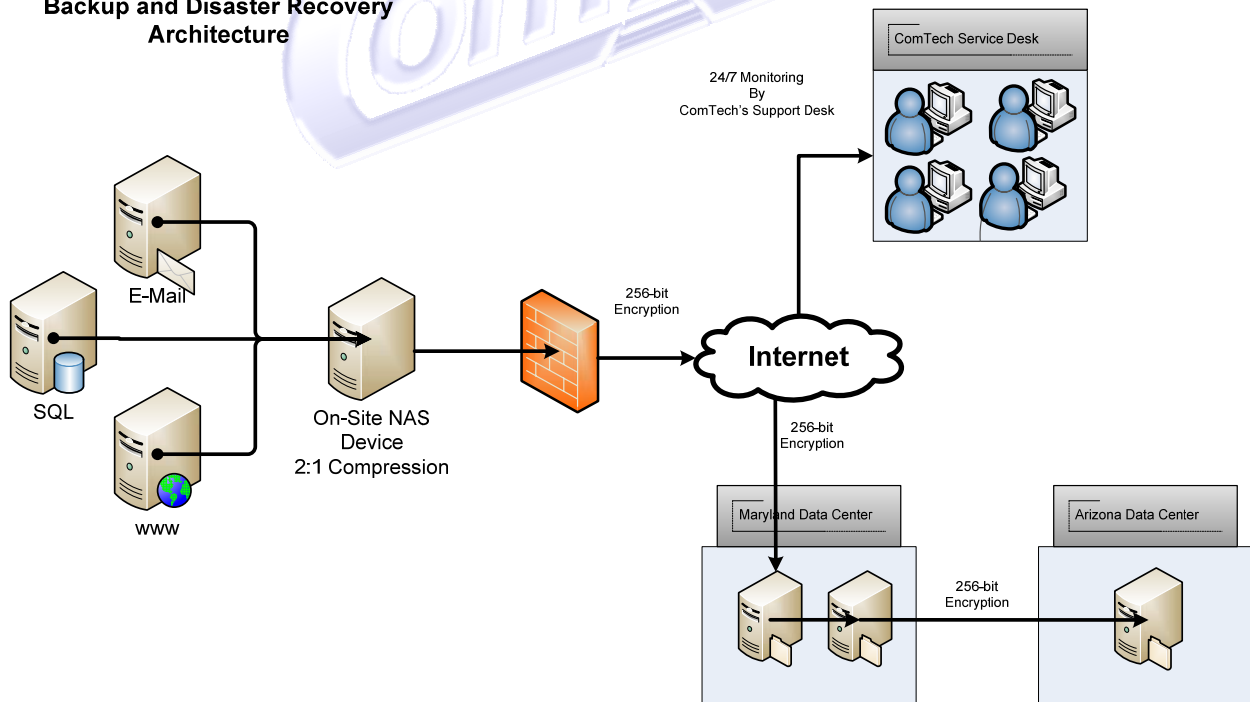 Backup and Disaster Recovery
Architecture
ComTech Service Desk
24/7 Monitoring
By
ComTech's Support Desk
E-Mail
SQL
www
On-Site NAS
Device
2:1 Compression
256-bit
Encryption
Internet
256-bit
Encryption
Maryland Data Center
Arizona Data Center
256-bit
Encryption